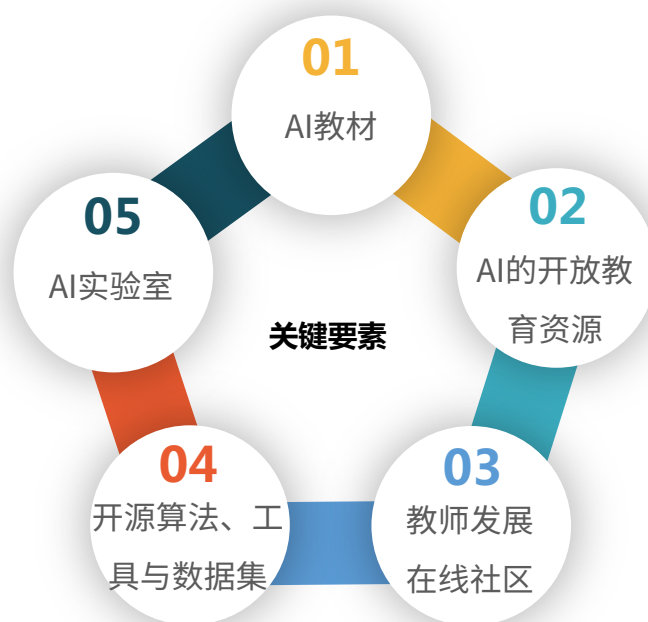 01
AI教材
02
AI的开放教
育资源
03
教师发展
在线社区
04
开源算法、工
具与数据集
05
AI实验室
关键要素